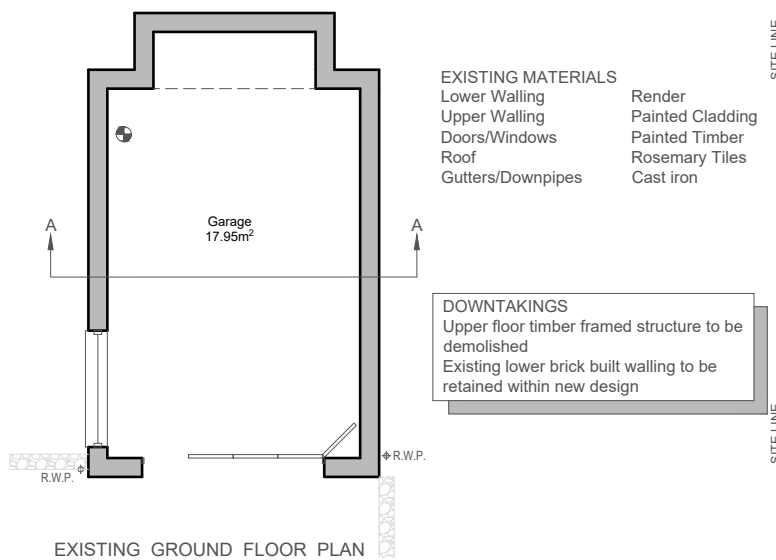 SITE LINE
EXISTING MATERIALS
Lower Walling Render
Upper Walling Painted Cladding
Doors/Windows Painted Timber
Roof Rosemary Tiles
Gutters/Downpipes Cast iron
Garage
17.95m²
A A
DOWNTAKINGS
Upper floor timber framed structure to be
demolished
Existing lower brick built walling to be
retained within new design
SITE LINE
R.W.P.
R.W.P.
EXISTING GROUND FLOOR PLAN